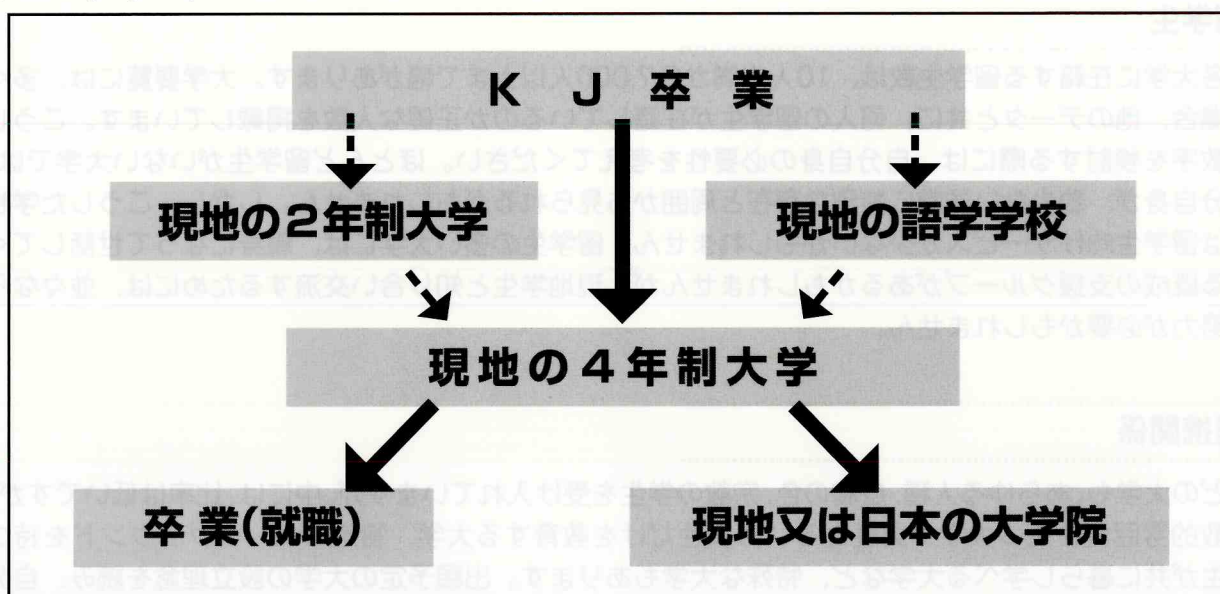 K J 卒 業
現地の2年制大学
現地の語学学校
現地の4年制大学
卒 業(就職)
現地又は日本の大学院